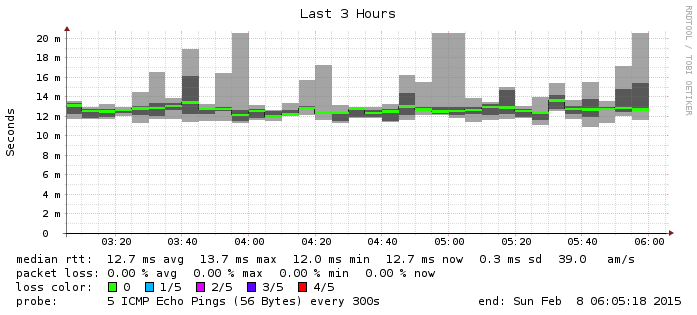 Last 3 Hours
RRDTOOL / TOBI OETIKER
Seconds
20 m
18 m
16 m
14 m
12 m
10 m
8 m
6 m
4 m
2 m
0
03:20 03:40 04:00 04:20 04:40 05:00 05:20 05:40 06:00
median rtt: 12.7 ms avg 13.7 ms max 12.0 ms min 12.7 ms now 0.3 ms sd 39.0 am/s
packet loss: 0.00 % avg 0.00 % max 0.00 % min 0.00 % now
loss color: 0 1/5 2/5 3/5 4/5
probe: 5 ICMP Echo Pings (56 Bytes) every 300s end: Sun Feb 8 06:05:18 2015